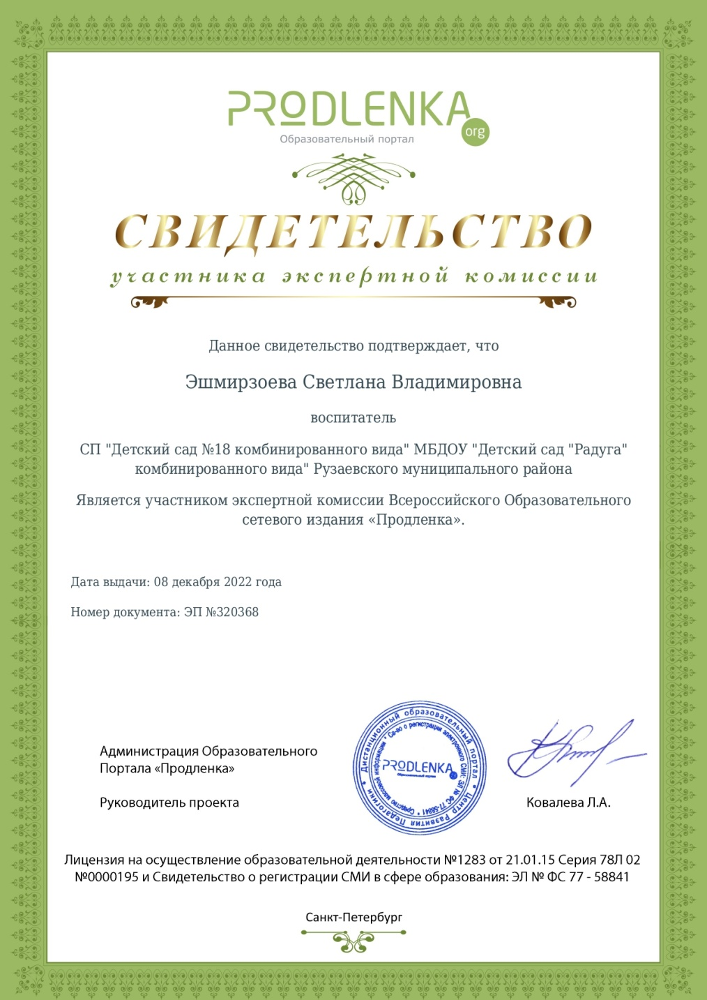 PRODLENKA
org
Образовательный портал
СВИДЕТЕЛЬСТВО
участника экспертной комиссии
Данное свидетельство подтверждает, что
Эшмирзоева Светлана Владимировна
воспитатель
СП "Детский сад №18 комбинированного вида" МБДОУ "Детский сад "Радуга"
комбинированного вида" Рузаевского муниципального района
Является участником экспертной комиссии Всероссийского Образовательного
сетевого издания «Продленка».
Дата выдачи: 08 декабря 2022 года
Номер документа: ЭП №320368
Администрация Образовательного
Портала «Продленка»
Руководитель проекта
Дистанционный образовательный портал • Центр Развития Педагогики •
Св-во о регистрации электронного СМИ: ЭЛ № ФС 77-58841 * Средство массовой информации *
PRODLENKA
Образовательный портал
Ковалева Л.А.
Лицензия на осуществление образовательной деятельности №1283 от 21.01.15 Серия 78Л 02
№0000195 и Свидетельство о регистрации СМИ в сфере образования: ЭЛ № ФС 77 - 58841
Санкт-Петербург